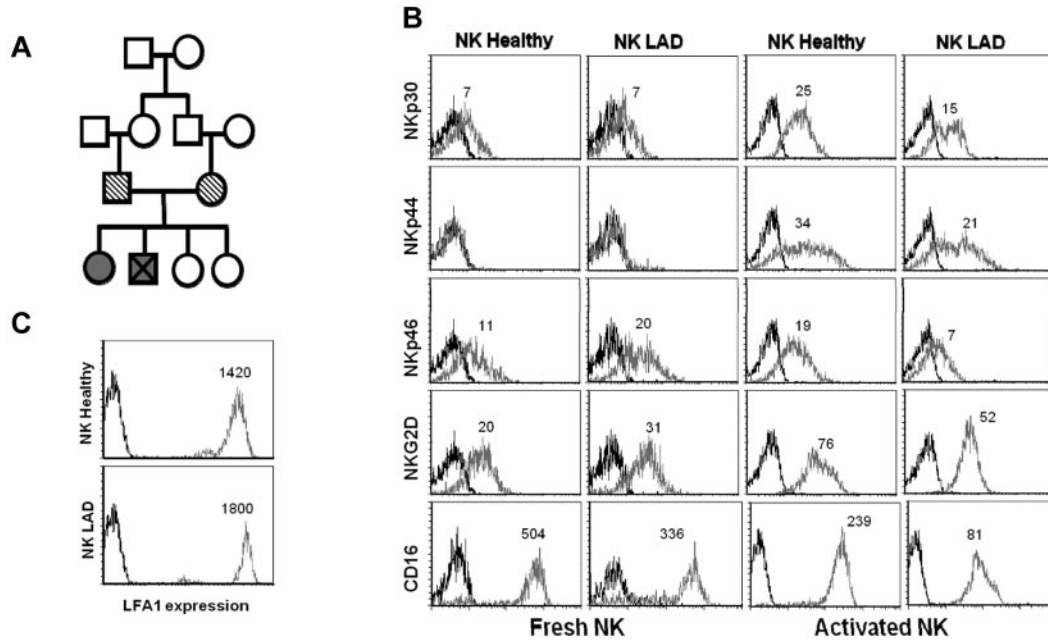 A
B
NK Healthy NK LAD NK Healthy NK LAD
NKp30
7 7 25 15
NKp44
34 21
NKp46
11 20 19 7
NKG2D
20 31 76 52
CD16
504 336 239 81
Fresh NK Activated NK
C
NK Healthy
1420
NK LAD
1800
LFA1 expression